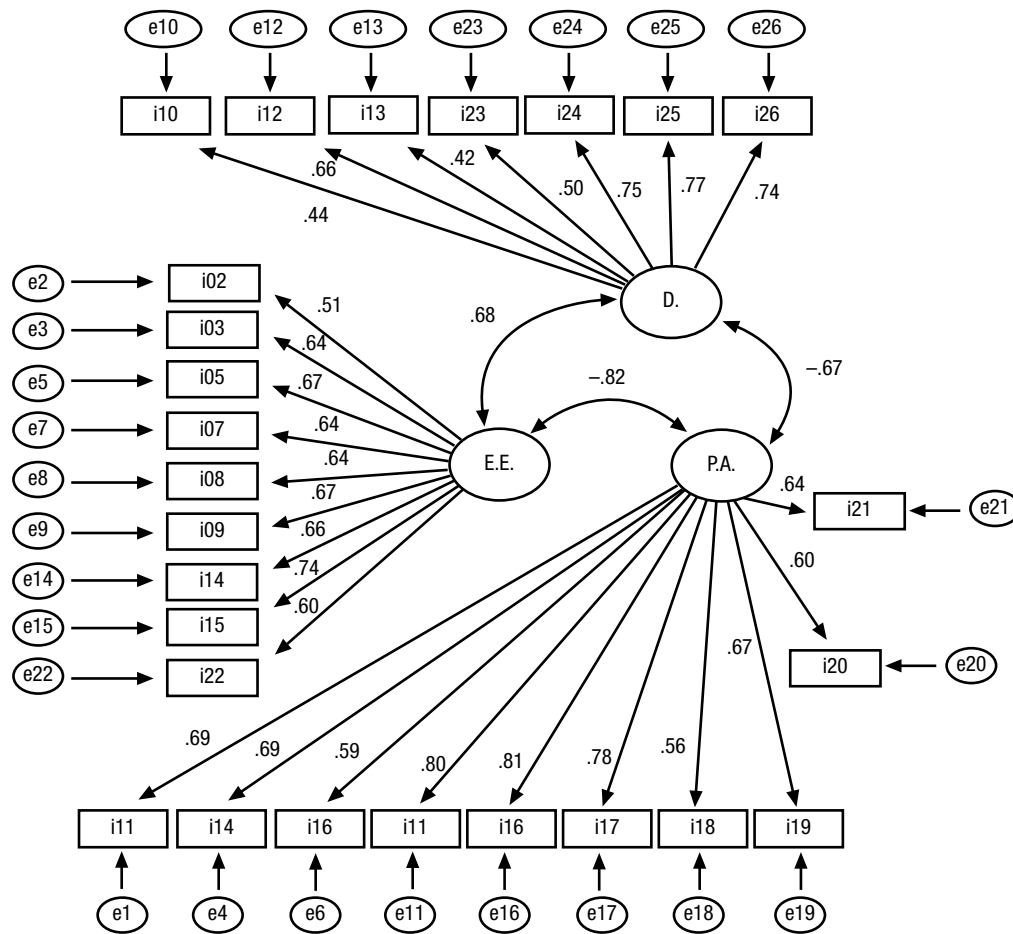 e10 e12 e13 e23 e24 e25 e26
i10 i12 i13 i23 i24 i25 i26
.44 .66 .42 .50 .75 .77 .74
D.
.68 –.82 –.67
e2 i02 .51
e3 i03 .64
e5 i05 .67
e7 i07 .64
e8 i08 .64
e9 i09 .67
e14 i14 .66
e15 i15 .74
e22 i22 .60
E.E. P.A.
.64 i21 e21
.60 i20 e20
.69 .69 .59 .80 .81 .78 .56 .67
i11 i14 i16 i11 i16 i17 i18 i19
e1 e4 e6 e11 e16 e17 e18 e19